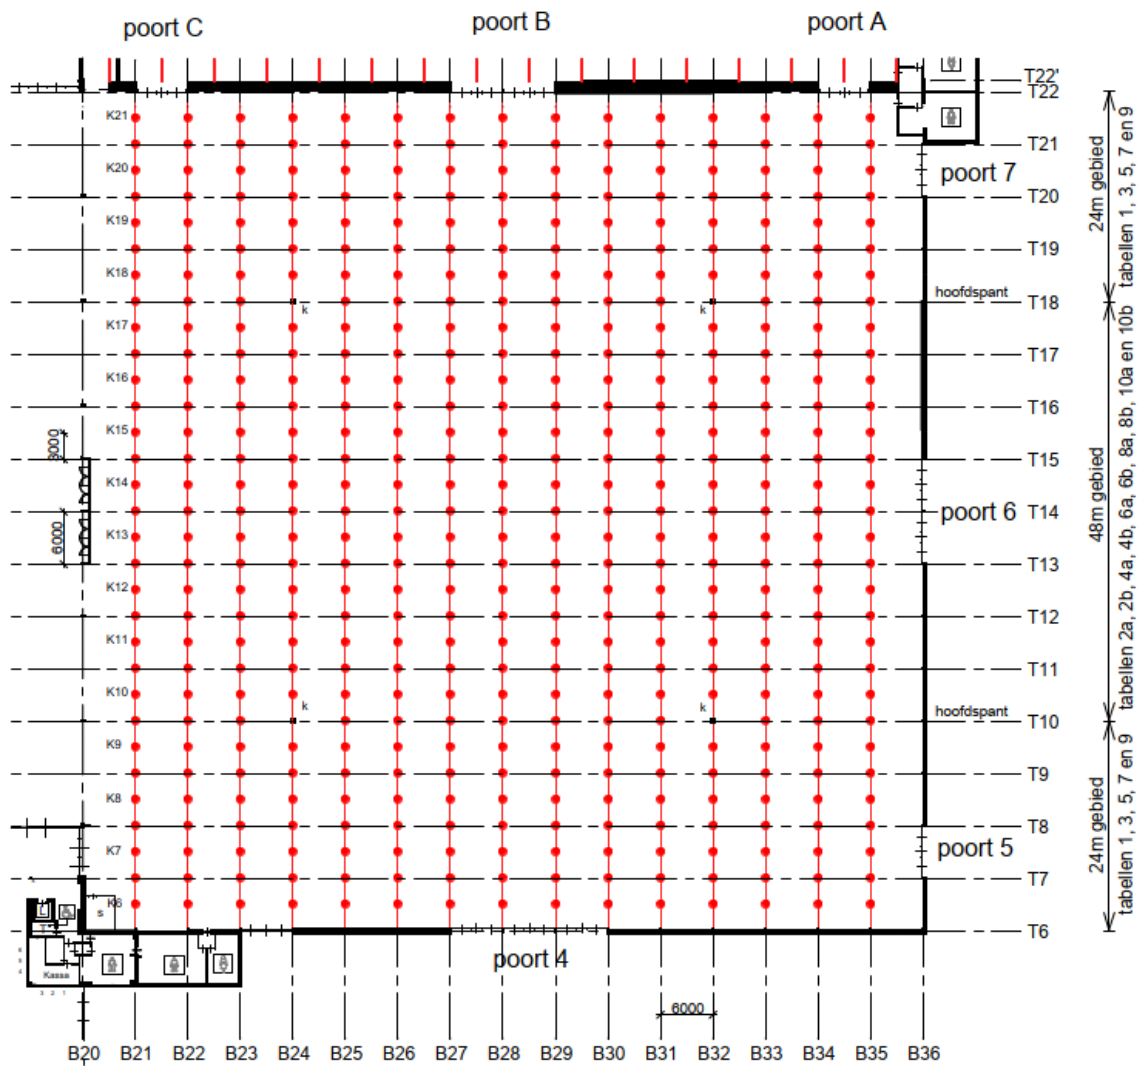 poort C
poort B
poort A
T22'
T22
K21
T21
K20
poort 7
T20
K19
T19
K18
hoofdspant
T18
k
k
K17
T17
K16
T16
K15
3000
T15
K14
poort 6
T14
6000
K13
T13
K12
T12
K11
T11
K10
k
k
hoofdspant
T10
K9
T9
K8
T8
K7
poort 5
T7
K6
s
T6
poort 4
Kassa
3 2 1
6000
B20 B21 B22 B23 B24 B25 B26 B27 B28 B29 B30 B31 B32 B33 B34 B35 B36
24m gebied
tabellen 1, 3, 5, 7 en 9
48m gebied
tabellen 2a, 2b, 4a, 4b, 6a, 6b, 8a, 8b, 10a en 10b
24m gebied
tabellen 1, 3, 5, 7 en 9